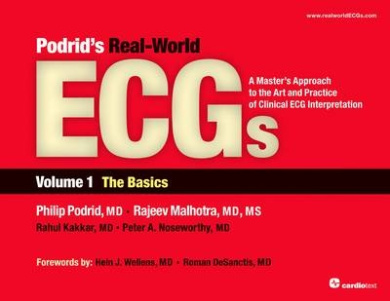 www.realworldECGs.com
Podrid's Real-World
ECGs
A Master's Approach
to the Art and Practice
of Clinical ECG Interpretation
Volume 1 The Basics
Philip Podrid, MD · Rajeev Malhotra, MD, MS
Rahul Kakkar, MD · Peter A. Noseworthy, MD
Forewords by: Hein J. Wellens, MD · Roman DeSanctis, MD
cardiotext